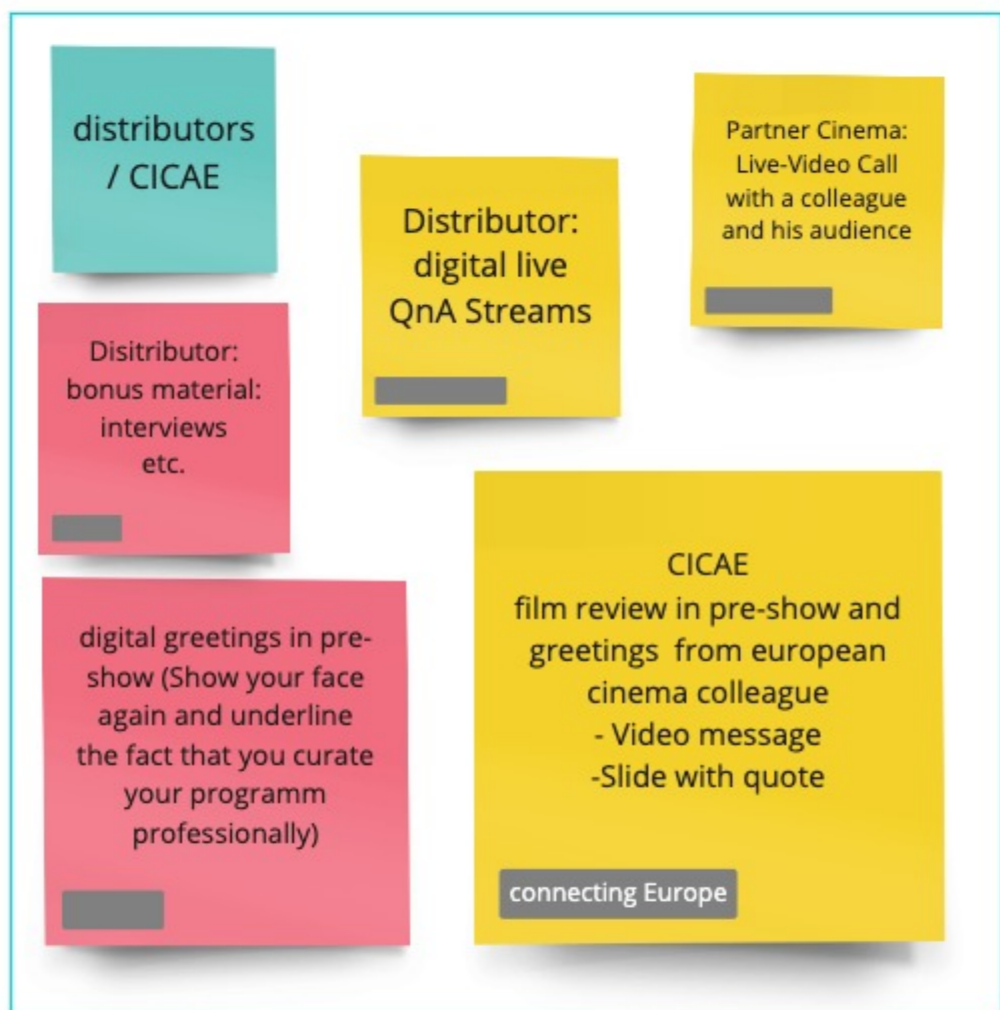 distributors
/ CICAE
Distributor:
digital live
QnA Streams
Partner Cinema:
Live-Video Call
with a colleague
and his audience
Disitributor:
bonus material:
interviews
etc.
digital greetings in pre-
show (Show your face
again and underline
the fact that you curate
your programm
professionally)
CICAE
film review in pre-show and
greetings from european
cinema colleague
- Video message
-Slide with quote
connecting Europe